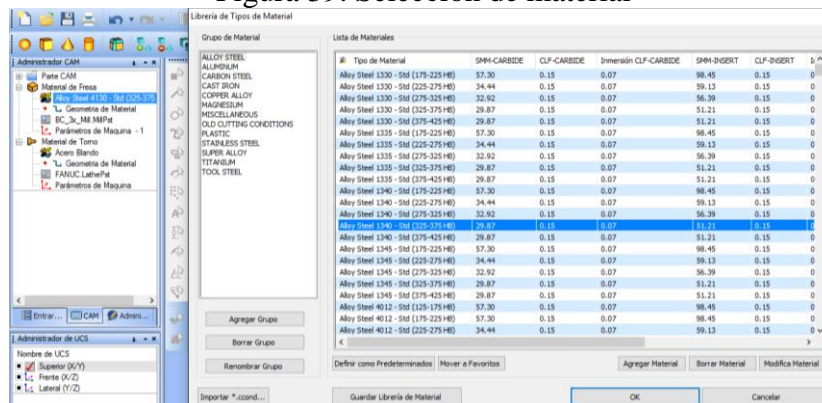 Figura 39. Selección de material
Librería de Tipos de Material
Administrador CAM
Parte CAM
Material de Fresa
Alloy Steel 4130 - Std (325-375
Geometria de Material
BC_3x_Mill.MillPst
Parámetros de Maquina - 1
Material de Torno
Acero Blando
Geometria de Material
FANUC.LathePst
Parámetros de Maquina
Entrar...
CAM
Admini...
Administrador de UCS
Nombre de UCS
Superior (X/Y)
Frente (X/Z)
Lateral (Y/Z)
Grupo de Material
ALLOY STEEL
ALUMINUM
CARBON STEEL
CAST IRON
COPPER ALLOY
MAGNESIUM
MISCELLANEOUS
OLD CUTTING CONDITIONS
PLASTIC
STAINLESS STEEL
SUPER ALLOY
TITANIUM
TOOL STEEL
Agregar Grupo
Borrar Grupo
Renombrar Grupo
Importar *.ccond...
Lista de Materiales
Tipo de Material SMM-CARBIDE CLF-CARBIDE Inmersión CLF-CARBIDE SMM-INSERT CLF-INSERT
Alloy Steel 1330 - Std (175-225 HB) 57.30 0.15 0.07 98.45 0.15 0
Alloy Steel 1330 - Std (225-275 HB) 34.44 0.15 0.07 59.13 0.15 0
Alloy Steel 1330 - Std (275-325 HB) 32.92 0.15 0.07 56.39 0.15 0
Alloy Steel 1330 - Std (325-375 HB) 29.87 0.15 0.07 51.21 0.15 0
Alloy Steel 1330 - Std (375-425 HB) 29.87 0.15 0.07 51.21 0.15 0
Alloy Steel 1335 - Std (175-225 HB) 57.30 0.15 0.07 98.45 0.15 0
Alloy Steel 1335 - Std (225-275 HB) 34.44 0.15 0.07 59.13 0.15 0
Alloy Steel 1335 - Std (275-325 HB) 32.92 0.15 0.07 56.39 0.15 0
Alloy Steel 1335 - Std (325-375 HB) 29.87 0.15 0.07 51.21 0.15 0
Alloy Steel 1335 - Std (375-425 HB) 29.87 0.15 0.07 51.21 0.15 0
Alloy Steel 1340 - Std (175-225 HB) 57.30 0.15 0.07 98.45 0.15 0
Alloy Steel 1340 - Std (225-275 HB) 34.44 0.15 0.07 59.13 0.15 0
Alloy Steel 1340 - Std (275-325 HB) 32.92 0.15 0.07 56.39 0.15 0
Alloy Steel 1340 - Std (325-375 HB) 29.87 0.15 0.07 51.21 0.15 0
Alloy Steel 1340 - Std (375-425 HB) 29.87 0.15 0.07 51.21 0.15 0
Alloy Steel 1345 - Std (175-225 HB) 57.30 0.15 0.07 98.45 0.15 0
Alloy Steel 1345 - Std (225-275 HB) 34.44 0.15 0.07 59.13 0.15 0
Alloy Steel 1345 - Std (275-325 HB) 32.92 0.15 0.07 56.39 0.15 0
Alloy Steel 1345 - Std (325-375 HB) 29.87 0.15 0.07 51.21 0.15 0
Alloy Steel 1345 - Std (375-425 HB) 29.87 0.15 0.07 51.21 0.15 0
Alloy Steel 4012 - Std (125-175 HB) 57.30 0.15 0.07 98.45 0.15 0
Alloy Steel 4012 - Std (175-225 HB) 57.30 0.15 0.07 98.45 0.15 0
Alloy Steel 4012 - Std (225-275 HB) 34.44 0.15 0.07 59.13 0.15 0
Definir como Predeterminados
Mover a Favoritos
Agregar Material
Borrar Material
Modifica Material
Guardar Librería de Material
OK
Cancelar